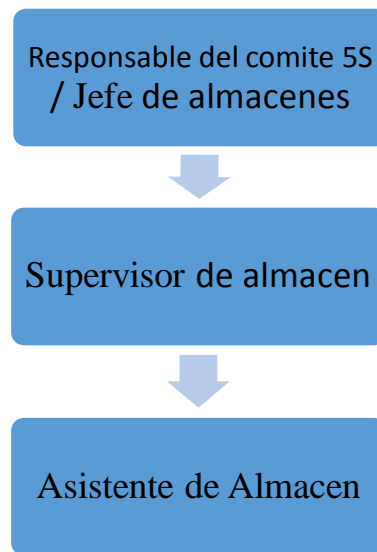 Responsable del comite 5S
/ Jefe de almacenes
Supervisor de almacen
Asistente de Almacen